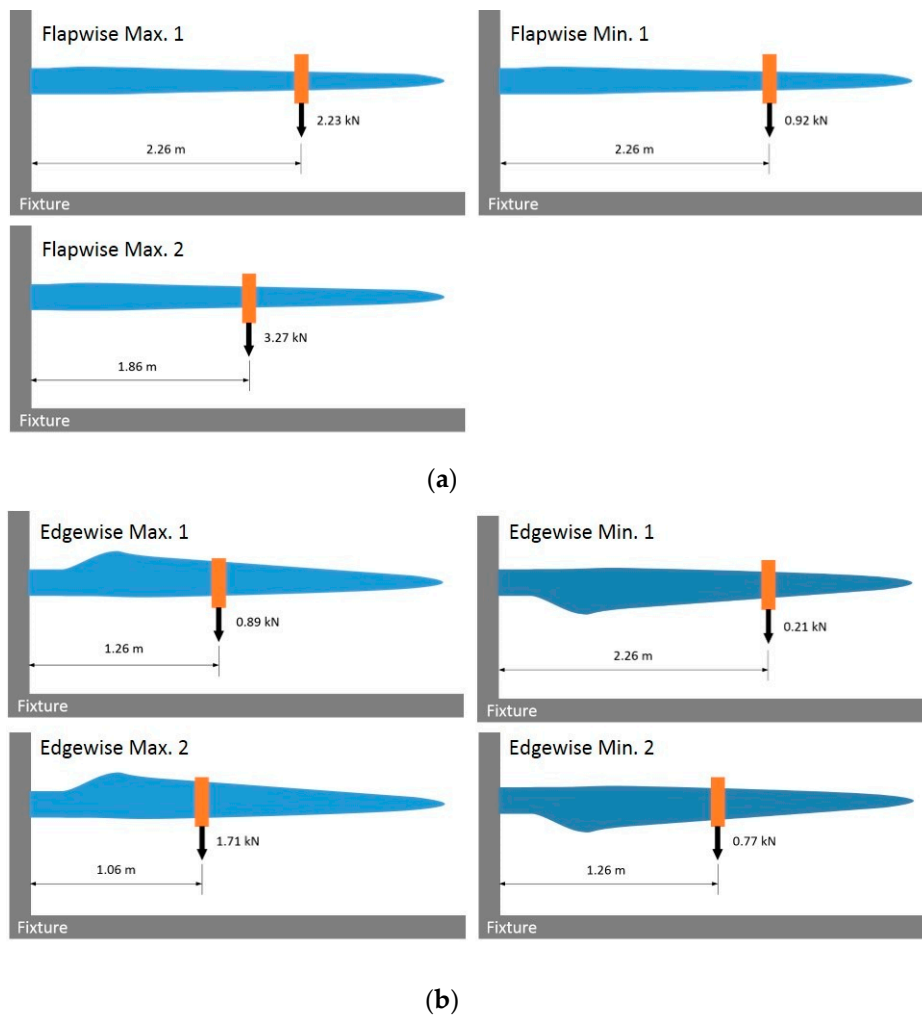 Flapwise Max. 1
2.23 kN
2.26 m
Fixture
Flapwise Min. 1
0.92 kN
2.26 m
Fixture
Flapwise Max. 2
3.27 kN
1.86 m
Fixture
(a)
Edgewise Max. 1
0.89 kN
1.26 m
Fixture
Edgewise Min. 1
0.21 kN
2.26 m
Fixture
Edgewise Max. 2
1.71 kN
1.06 m
Fixture
Edgewise Min. 2
0.77 kN
1.26 m
Fixture
(b)